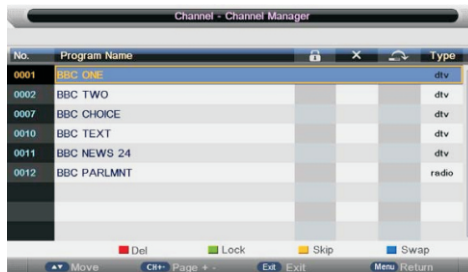 Channel - Channel Manager
No. Program Name Type
0001 BBC ONE dtv
0002 BBC TWO dtv
0007 BBC CHOICE dtv
0010 BBC TEXT dtv
0011 BBC NEWS 24 dtv
0012 BBC PARLMNT radio
Del Lock Skip Swap
Move CH+- Page + - Exit Exit Menu Return